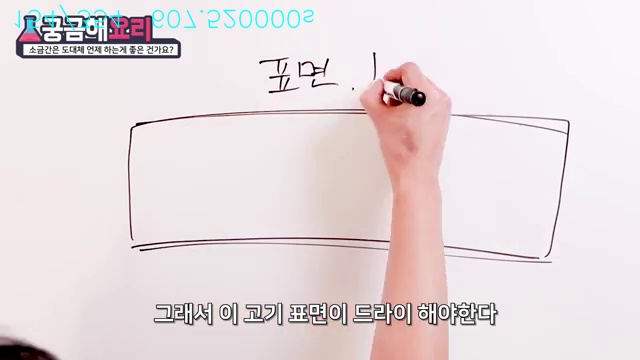 궁금해요리
소금간은 도대체 언제 하는게 좋은 건가요?
표면.
그래서 이 고기 표면이 드라이 해야한다